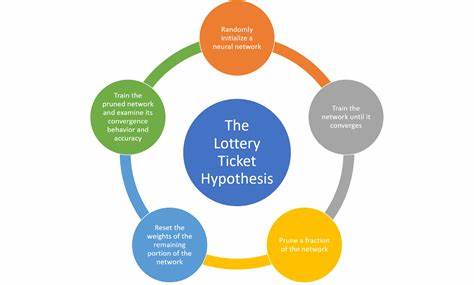 Randomly
initialize a
neural network
Train the
network until it
converges
Prune a fraction
of the network
Reset the
weights of the
remaining
portion of the
network
Train the
pruned network
and examine its
convergence
behavior and
accuracy
The
Lottery
Ticket
Hypothesis